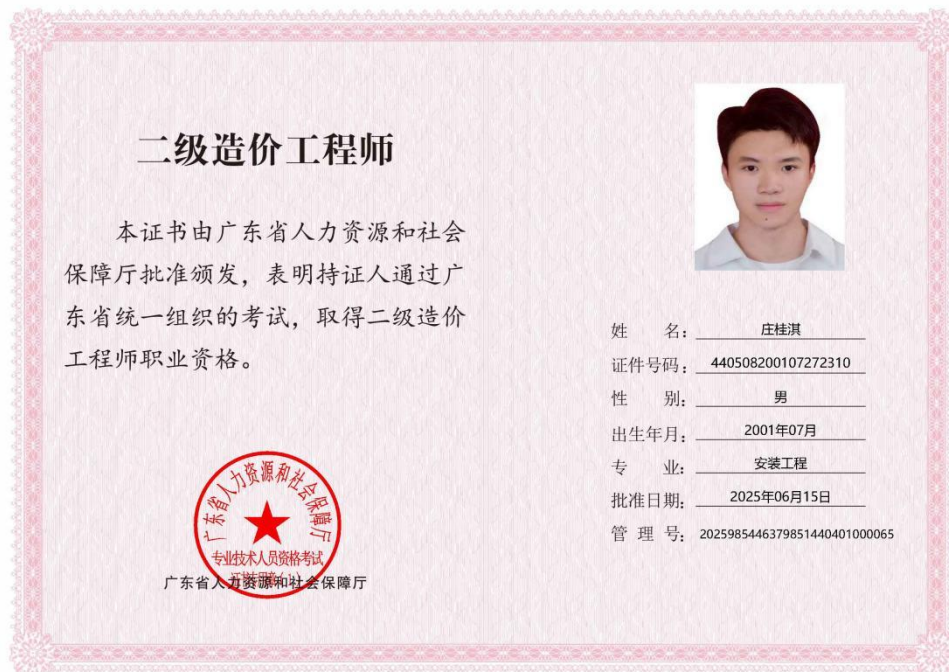 二级造价工程师
本证书由广东省人力资源和社会
保障厅批准颁发，表明持证人通过广
东省统一组织的考试，取得二级造价
工程师职业资格。
广东省人力资源和社会保障厅
专业技术人员资格考试
广东省人力资源和社会保障厅
姓 名：庄桂淇
证件号码：440508200107272310
性 别：男
出生年月：2001年07月
专 业：安装工程
批准日期：2025年06月15日
管 理 号：2025985446379851440401000065